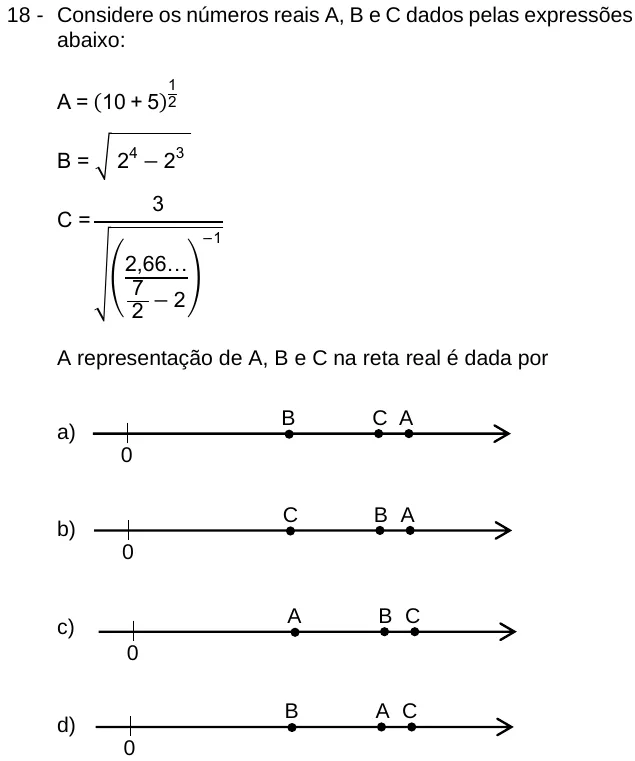 18 - Considere os números reais A, B e C dados pelas expressões
abaixo:
A = (10 + 5)^(1/2)
B = √(2⁴ – 2³)
C = 3 / √((2,66... / (7/2 – 2))⁻¹)
A representação de A, B e C na reta real é dada por
a) B C A
0
b) C B A
0
c) A B C
0
d) B A C
0